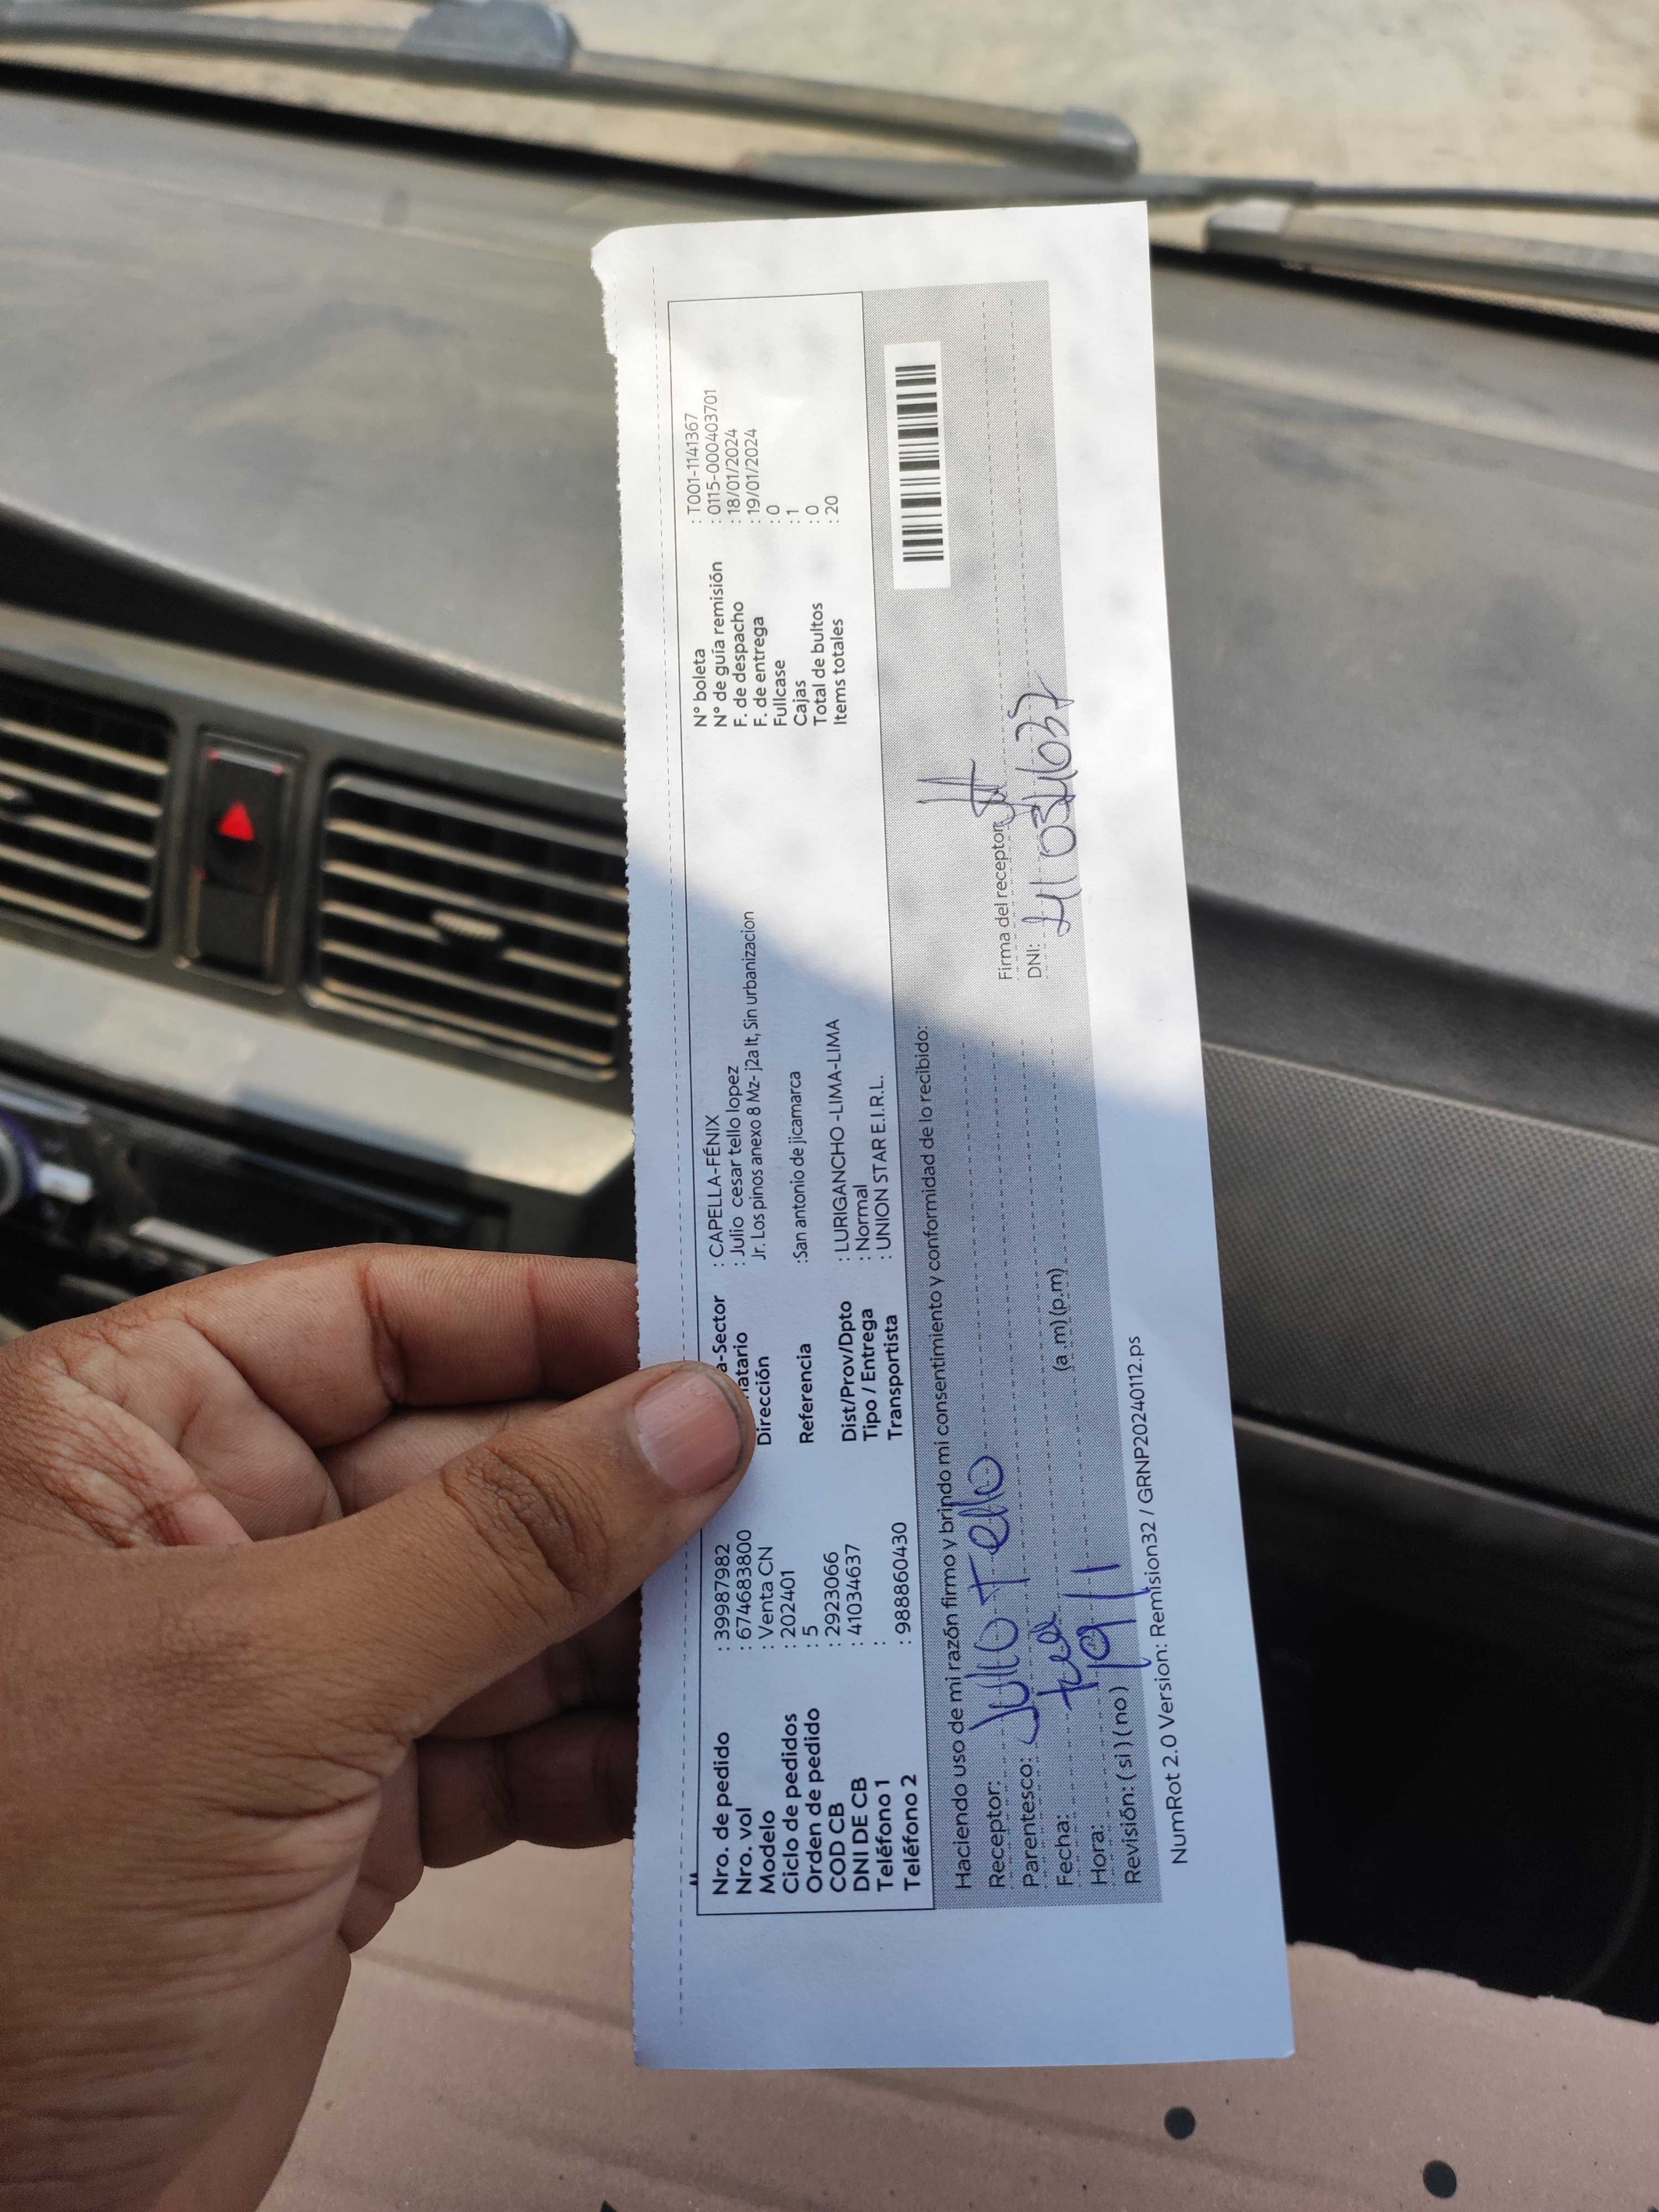 Nro. de pedido : 39987982
Nro. vol : 674683800
Modelo : Venta CN
Ciclo de pedidos : 202401
Orden de pedido : 5
COD CB : 2923066
DNI DE CB : 41034637
Teléfono 1 :
Teléfono 2 : 988860430
a-Sector : CAPELLA-FÉNIX
atario : Julio cesar tello lopez
Dirección Jr. Los pinos anexo 8 Mz- j2a lt, Sin urbanizacion
Referencia :San antonio de jicamarca
Dist/Prov/Dpto : LURIGANCHO -LIMA-LIMA
Tipo / Entrega : Normal
Transportista : UNION STAR E.I.R.L.
N° boleta : T001-1141367
N° de guía remisión : 0115-0000403701
F. de despacho : 18/01/2024
F. de entrega : 19/01/2024
Fullcase : 0
Cajas : 1
Total de bultos : 0
Items totales : 20
Haciendo uso de mi razón firmo y brindo mi consentimiento y conformidad de lo recibido:
Receptor: Julio Tello
Parentesco:
Fecha: 19/1
Hora: (a.m) (p.m)
Revisión: ( si ) ( no )
Firma del receptor:
DNI: 41034637
NumRot 2.0 Version: Remision32 / GRNP20240112.ps